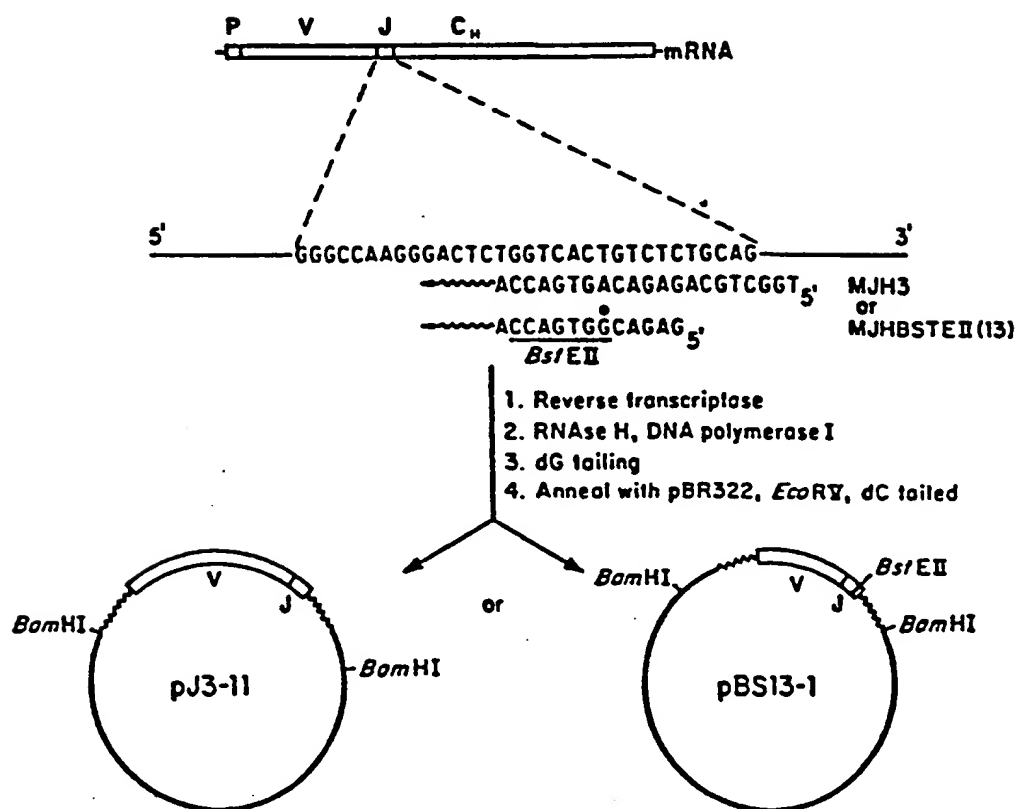 P V J CH
mRNA
5' 3'
GGGCCAAGGGACTCTGGTCACTGTCTCTGCAG
ACCAGTGACAGAGACGTCGGT5' MJH3
or
ACCAGTGGCAGAG5' MJHBSTEII(13)
BstEII
1. Reverse transcriptase
2. RNAse H, DNA polymerase I
3. dG tailing
4. Anneal with pBR322, EcoRV, dC tailed
V
J
BamHI
BamHI
pJ3-11
or
BamHI
V
J
BstEII
BamHI
pBS13-1